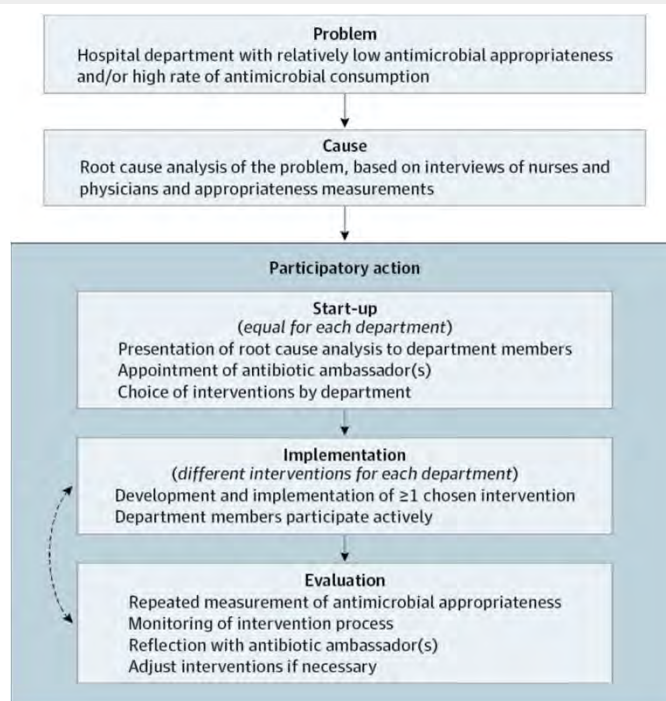 Problem
Hospital department with relatively low antimicrobial appropriateness
and/or high rate of antimicrobial consumption
Cause
Root cause analysis of the problem, based on interviews of nurses and
physicians and appropriateness measurements
Participatory action
Start-up
(equal for each department)
Presentation of root cause analysis to department members
Appointment of antibiotic ambassador(s)
Choice of interventions by department
Implementation
(different interventions for each department)
Development and implementation of ≥1 chosen intervention
Department members participate actively
Evaluation
Repeated measurement of antimicrobial appropriateness
Monitoring of intervention process
Reflection with antibiotic ambassador(s)
Adjust interventions if necessary